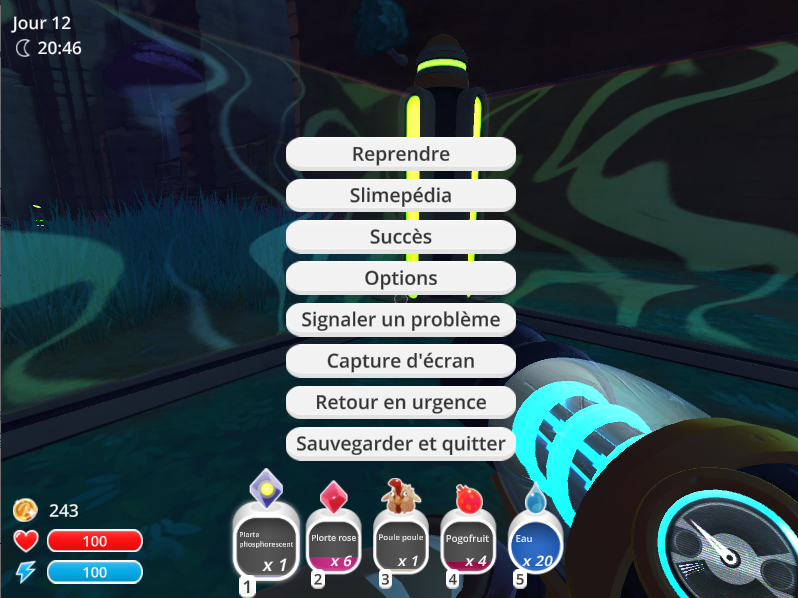 Jour 12
20:46
Reprendre
Slimepédia
Succès
Options
Signaler un problème
Capture d'écran
Retour en urgence
Sauvegarder et quitter
243
100
100
Plorte
phosphorescent
x 1
1
Plorte rose
x 6
2
Poule poule
x 1
3
Pogofruit
x 4
4
Eau
x 20
5